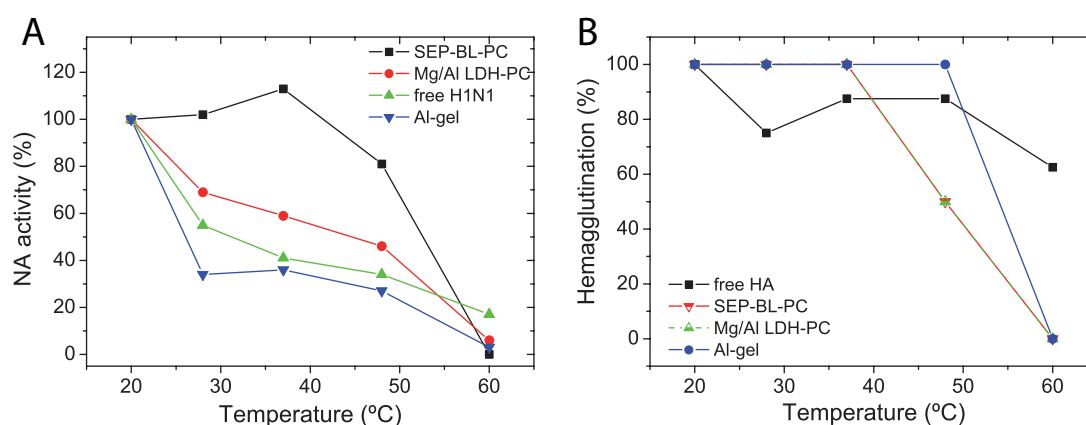 A
NA activity (%)
120
100
80
60
40
20
0
SEP-BL-PC
Mg/Al LDH-PC
free H1N1
Al-gel
20
30
40
50
60
Temperature (ºC)
B
Hemagglutination (%)
100
80
60
40
20
0
free HA
SEP-BL-PC
Mg/Al LDH-PC
Al-gel
20
30
40
50
60
Temperature (ºC)